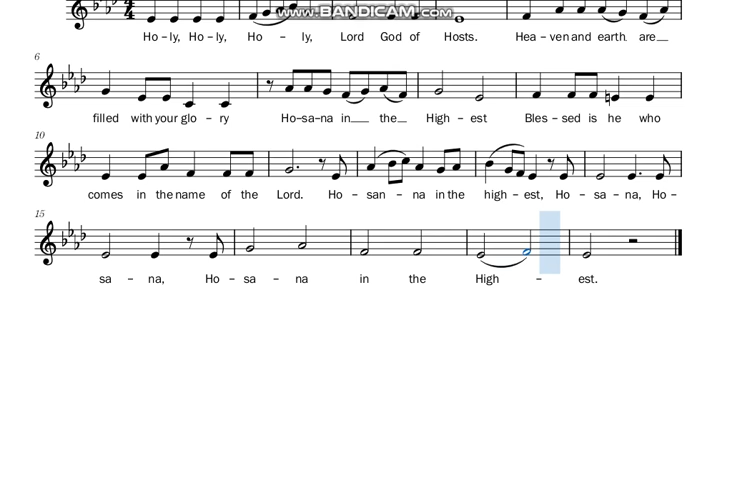 www.BANDICAM.com
4
4
Ho – ly, Ho – ly, Ho – ly, Lord God of Hosts. Hea – ven and earth are
6
filled with your glo – ry Ho–sa–na in the High – est Bles – sed is he who
10
comes in the name of the Lord. Ho – san – na in the high – est, Ho – sa – na, Ho –
15
sa – na, Ho – sa – na in the High – est.